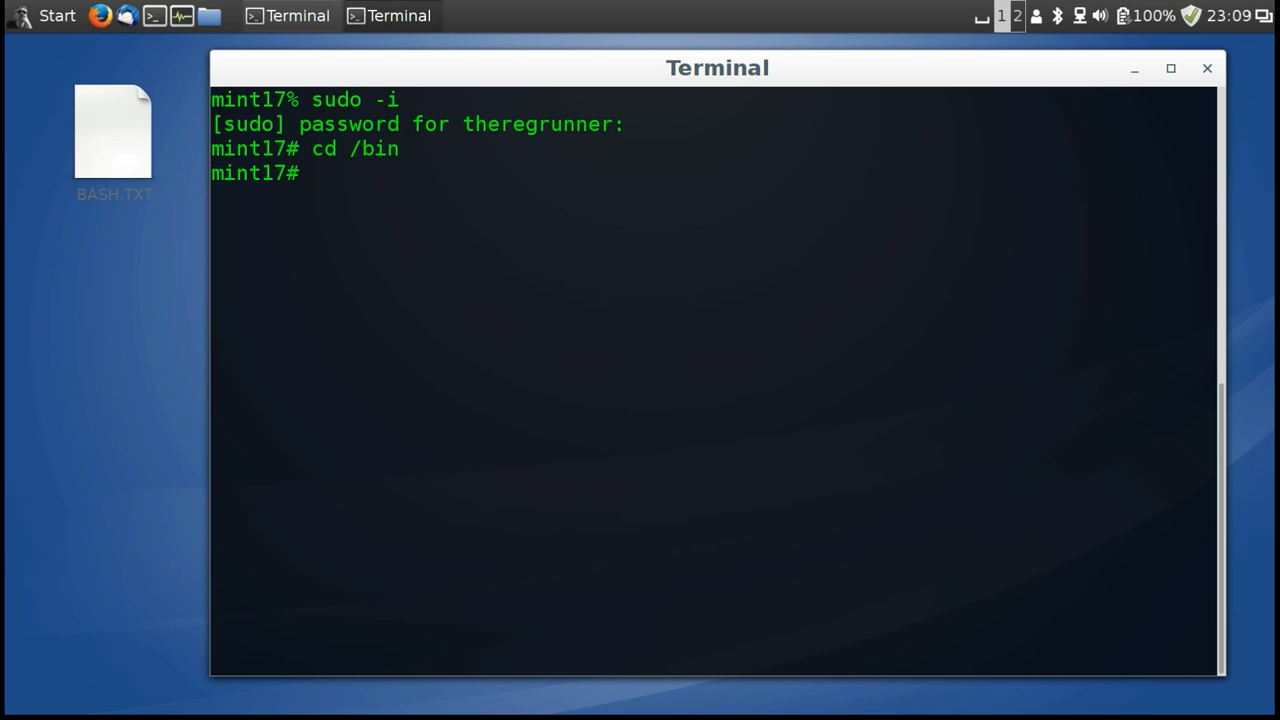 Start Terminal Terminal 1 2 100% 23:09
Terminal
mint17% sudo -i
[sudo] password for theregrunner:
mint17# cd /bin
mint17#
BASH.TXT